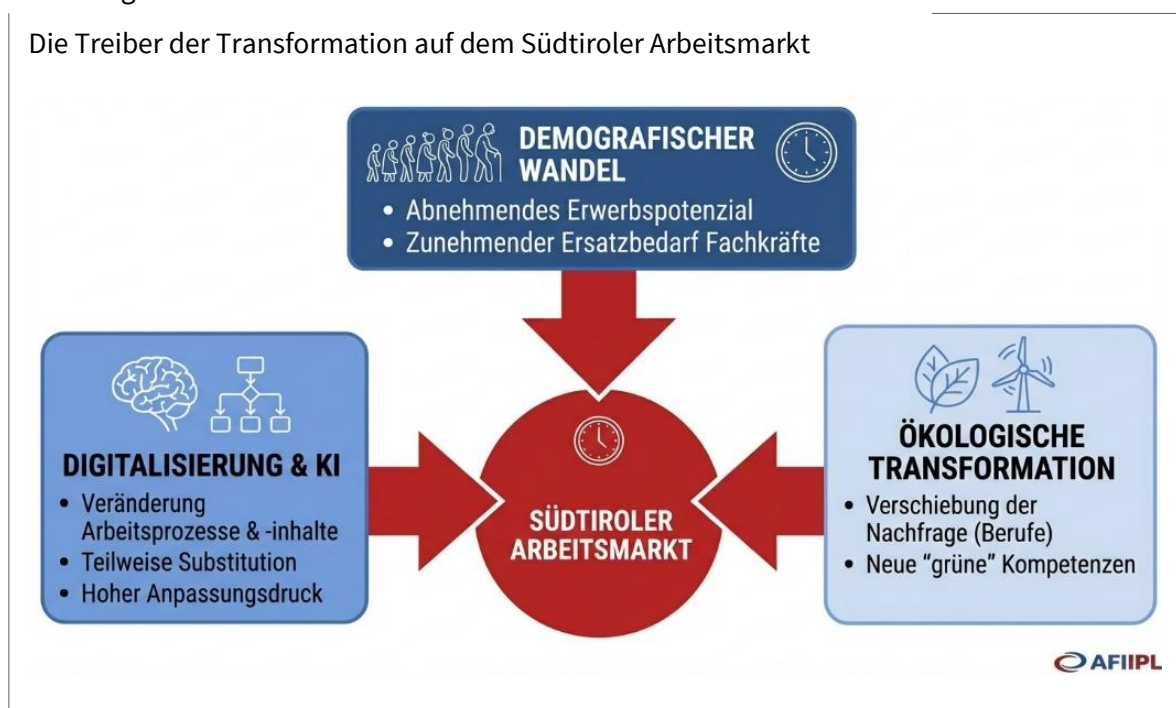 Die Treiber der Transformation auf dem Südtiroler Arbeitsmarkt
DEMOGRAFISCHER
WANDEL
• Abnehmendes Erwerbspotenzial
• Zunehmender Ersatzbedarf Fachkräfte
DIGITALISIERUNG & KI
• Veränderung
Arbeitsprozesse & -inhalte
• Teilweise Substitution
• Hoher Anpassungsdruck
SÜDTIROLER
ARBEITSMARKT
ÖKOLOGISCHE
TRANSFORMATION
• Verschiebung der
Nachfrage (Berufe)
• Neue “grüne” Kompetenzen
AFIIPL